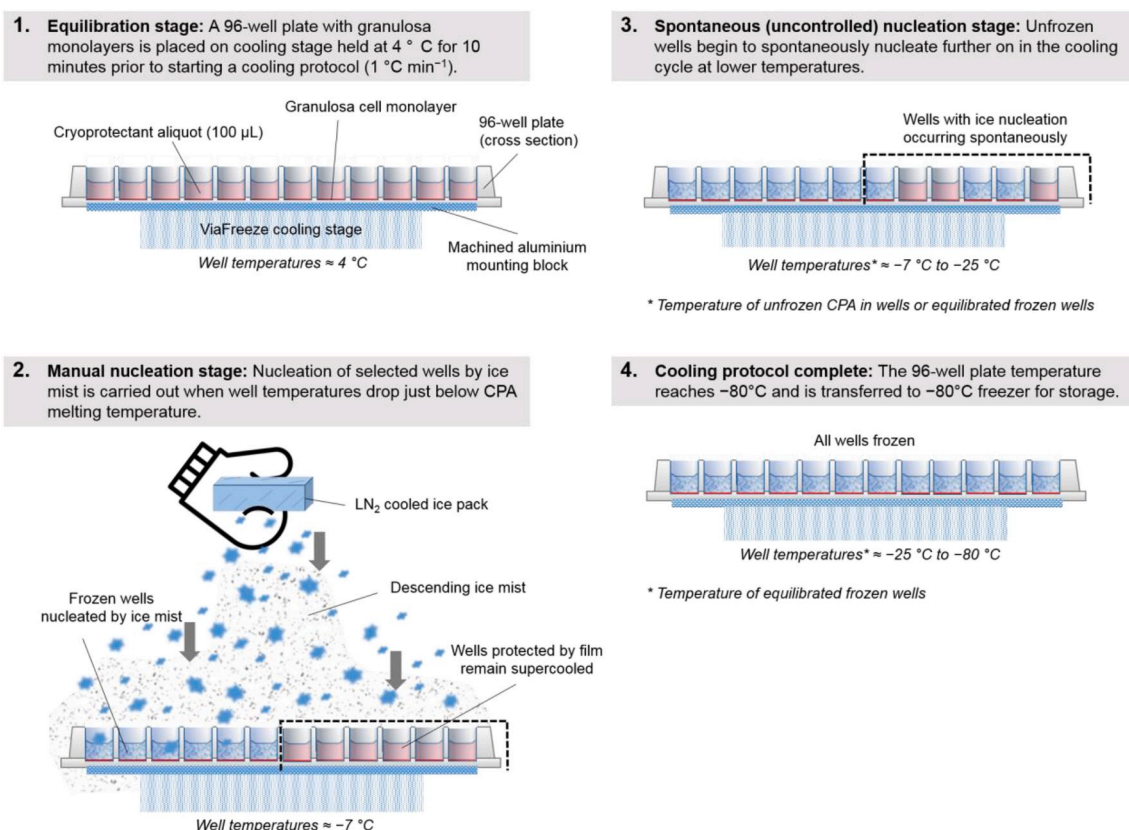 1. Equilibration stage: A 96-well plate with granulosa
monolayers is placed on cooling stage held at 4 ° C for 10
minutes prior to starting a cooling protocol (1 °C min⁻¹).
Granulosa cell monolayer
Cryoprotectant aliquot (100 µL)
96-well plate
(cross section)
ViaFreeze cooling stage
Machined aluminium
mounting block
Well temperatures ≈ 4 °C
2. Manual nucleation stage: Nucleation of selected wells by ice
mist is carried out when well temperatures drop just below CPA
melting temperature.
LN₂ cooled ice pack
Descending ice mist
Frozen wells
nucleated by ice mist
Wells protected by film
remain supercooled
Well temperatures ≈ −7 °C
3. Spontaneous (uncontrolled) nucleation stage: Unfrozen
wells begin to spontaneously nucleate further on in the cooling
cycle at lower temperatures.
Wells with ice nucleation
occurring spontaneously
Well temperatures* ≈ −7 °C to −25 °C
* Temperature of unfrozen CPA in wells or equilibrated frozen wells
4. Cooling protocol complete: The 96-well plate temperature
reaches −80°C and is transferred to −80°C freezer for storage.
All wells frozen
Well temperatures* ≈ −25 °C to −80 °C
* Temperature of equilibrated frozen wells